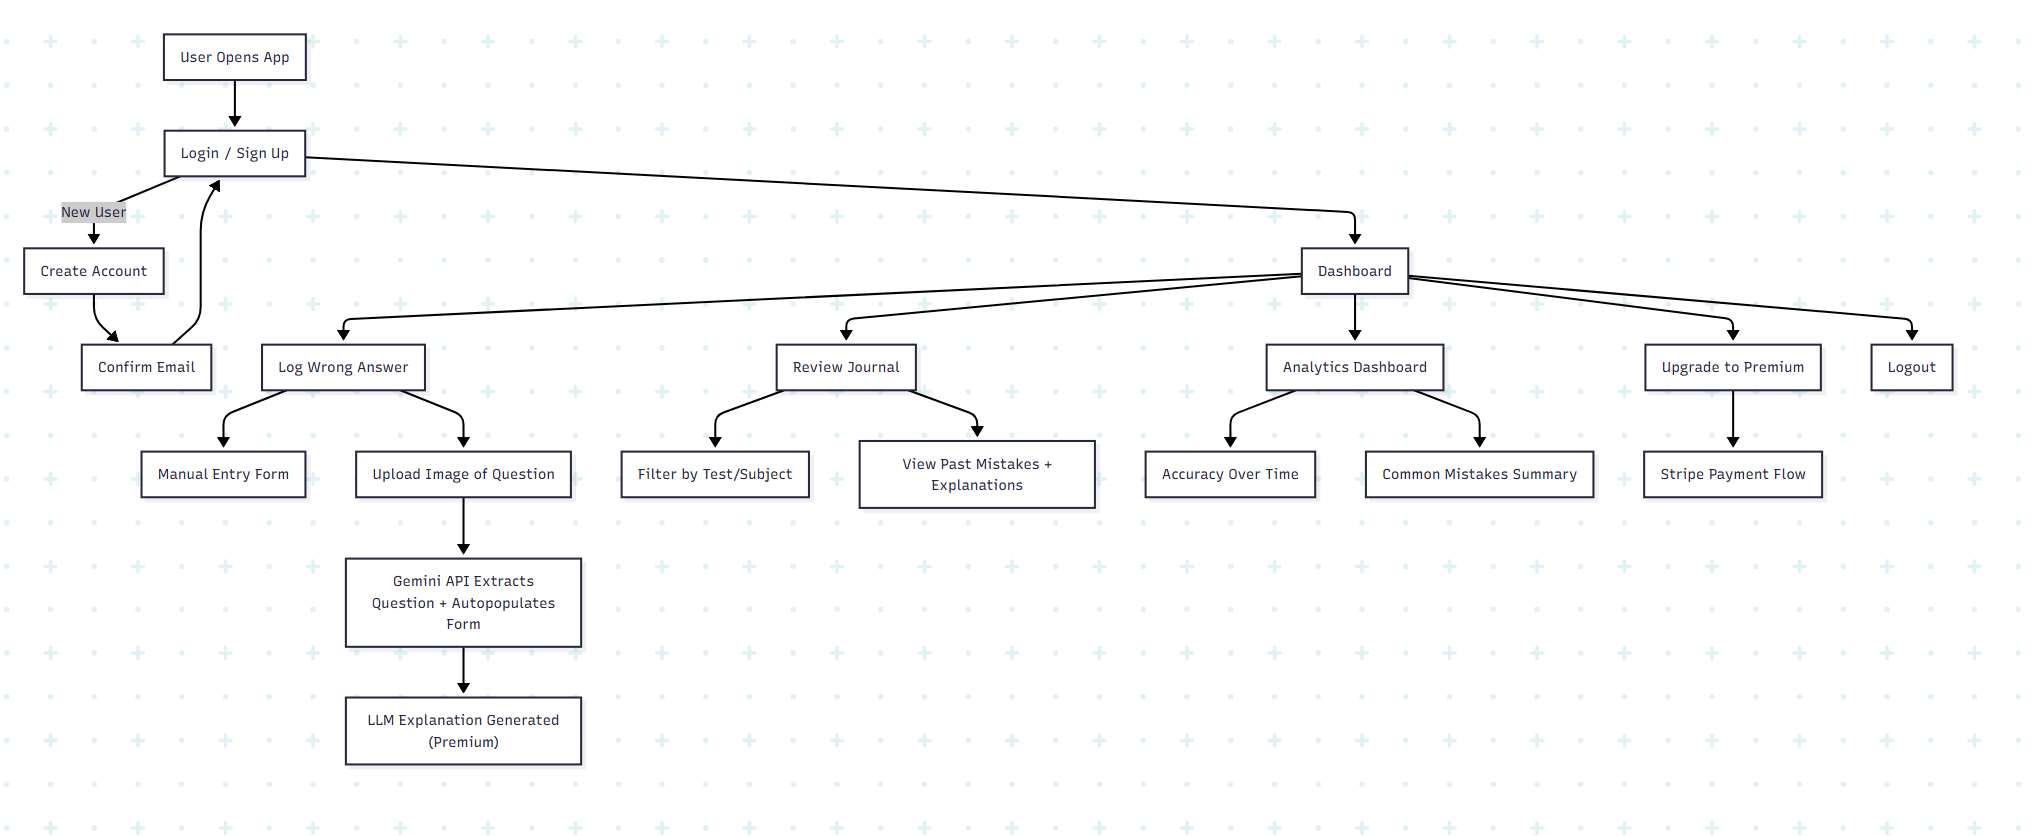 User Opens App
Login / Sign Up
New User
Create Account
Dashboard
Confirm Email
Log Wrong Answer
Review Journal
Analytics Dashboard
Upgrade to Premium
Logout
Manual Entry Form
Upload Image of Question
Filter by Test/Subject
View Past Mistakes +
Explanations
Accuracy Over Time
Common Mistakes Summary
Stripe Payment Flow
Gemini API Extracts
Question + Autopopulates
Form
LLM Explanation Generated
(Premium)